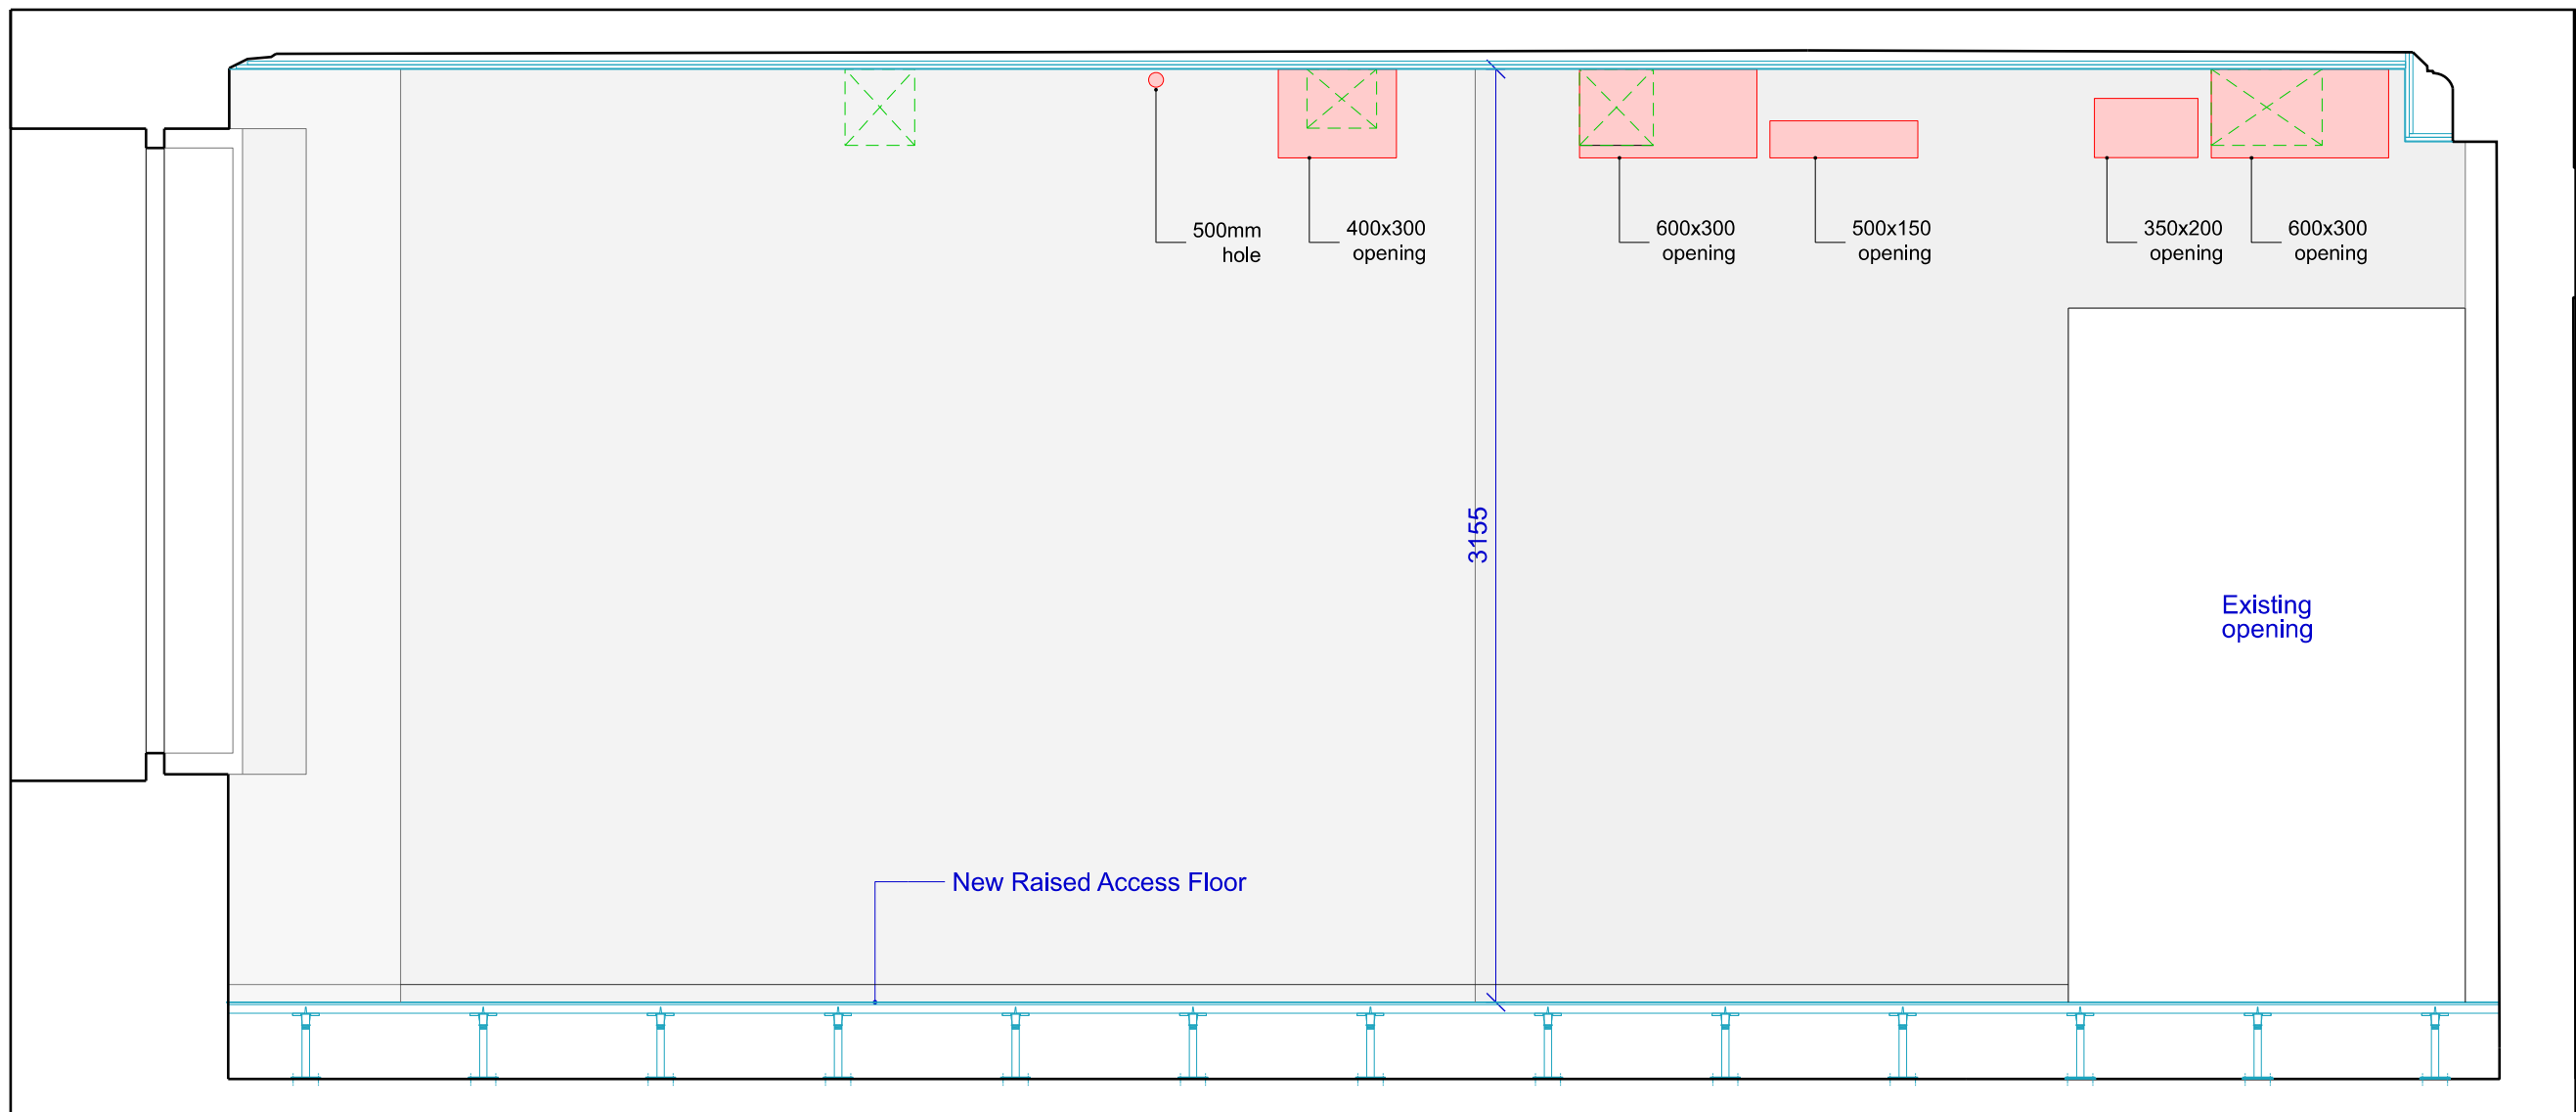 500mm
hole
400x300
opening
600x300
opening
500x150
opening
350x200
opening
600x300
opening
3155
Existing
opening
New Raised Access Floor